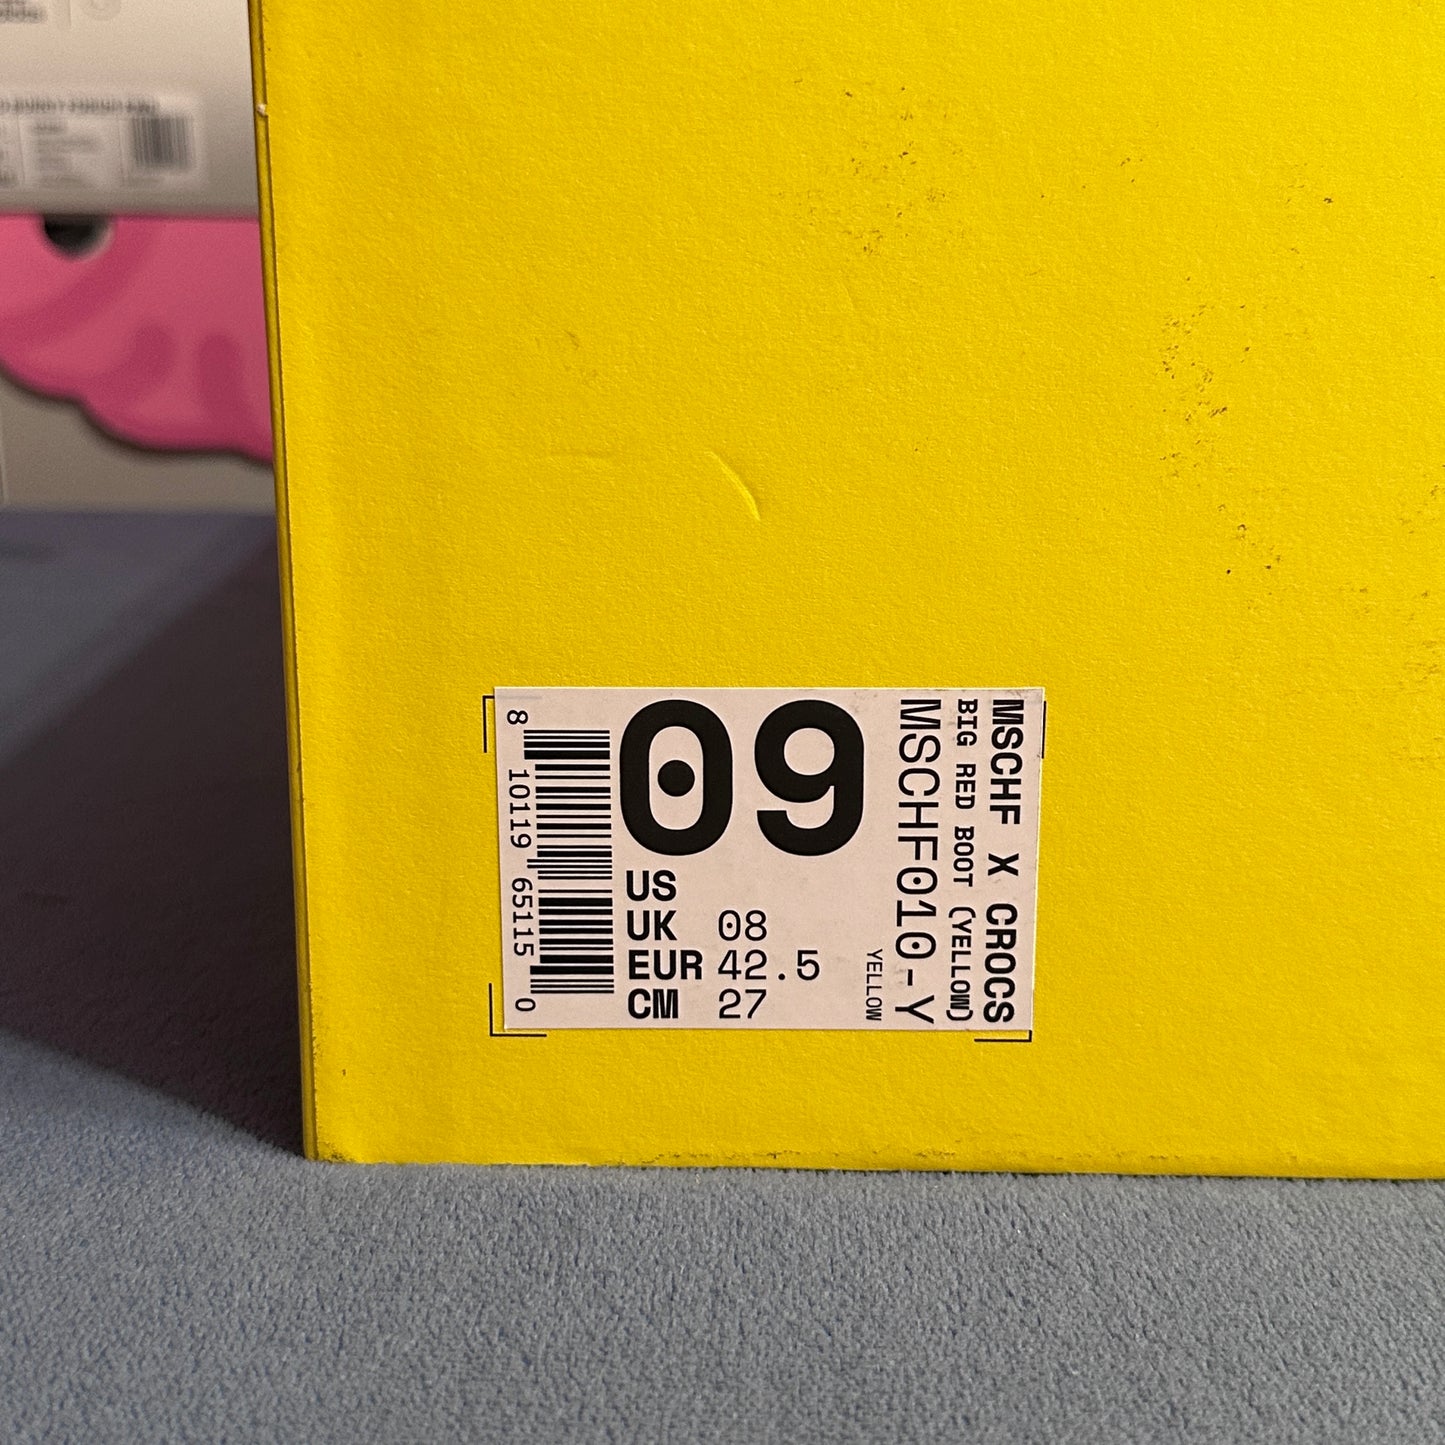 09
US
UK 08
EUR 42.5
CM 27
MSCHF X CROCS
BIG RED BOOT (YELLOW)
MSCHF010-Y
YELLOW
8 10119 65115 0